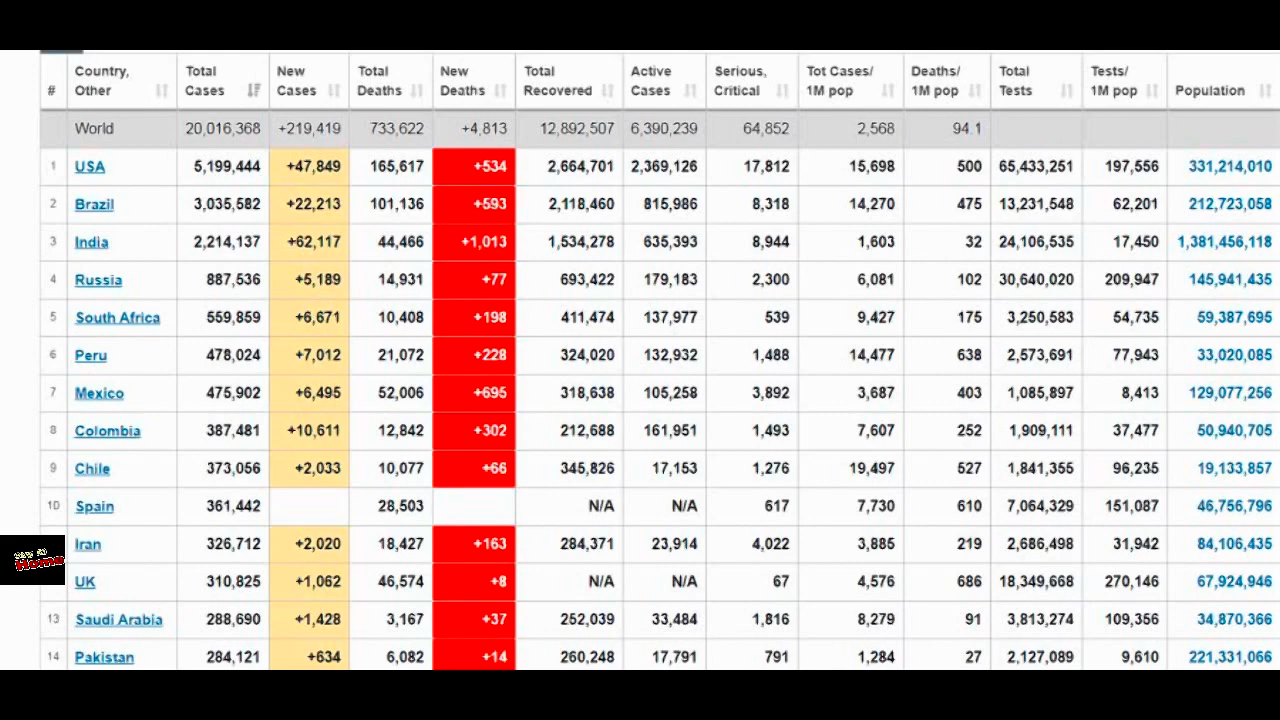 # Country, Other Total Cases New Cases Total Deaths New Deaths Total Recovered Active Cases Serious, Critical Tot Cases/ 1M pop Deaths/ 1M pop Total Tests Tests/ 1M pop Population
World 20,016,368 +219,419 733,622 +4,813 12,892,507 6,390,239 64,852 2,568 94.1
1 USA 5,199,444 +47,849 165,617 +534 2,664,701 2,369,126 17,812 15,698 500 65,433,251 197,556 331,214,010
2 Brazil 3,035,582 +22,213 101,136 +593 2,118,460 815,986 8,318 14,270 475 13,231,548 62,201 212,723,058
3 India 2,214,137 +62,117 44,466 +1,013 1,534,278 635,393 8,944 1,603 32 24,106,535 17,450 1,381,456,118
4 Russia 887,536 +5,189 14,931 +77 693,422 179,183 2,300 6,081 102 30,640,020 209,947 145,941,435
5 South Africa 559,859 +6,671 10,408 +198 411,474 137,977 539 9,427 175 3,250,583 54,735 59,387,695
6 Peru 478,024 +7,012 21,072 +228 324,020 132,932 1,488 14,477 638 2,573,691 77,943 33,020,085
7 Mexico 475,902 +6,495 52,006 +695 318,638 105,258 3,892 3,687 403 1,085,897 8,413 129,077,256
8 Colombia 387,481 +10,611 12,842 +302 212,688 161,951 1,493 7,607 252 1,909,111 37,477 50,940,705
9 Chile 373,056 +2,033 10,077 +66 345,826 17,153 1,276 19,497 527 1,841,355 96,235 19,133,857
10 Spain 361,442 28,503 N/A N/A 617 7,730 610 7,064,329 151,087 46,756,796
Iran 326,712 +2,020 18,427 +163 284,371 23,914 4,022 3,885 219 2,686,498 31,942 84,106,435
Home
UK 310,825 +1,062 46,574 +8 N/A N/A 67 4,576 686 18,349,668 270,146 67,924,946
13 Saudi Arabia 288,690 +1,428 3,167 +37 252,039 33,484 1,816 8,279 91 3,813,274 109,356 34,870,366
14 Pakistan 284,121 +634 6,082 +14 260,248 17,791 791 1,284 27 2,127,089 9,610 221,331,066